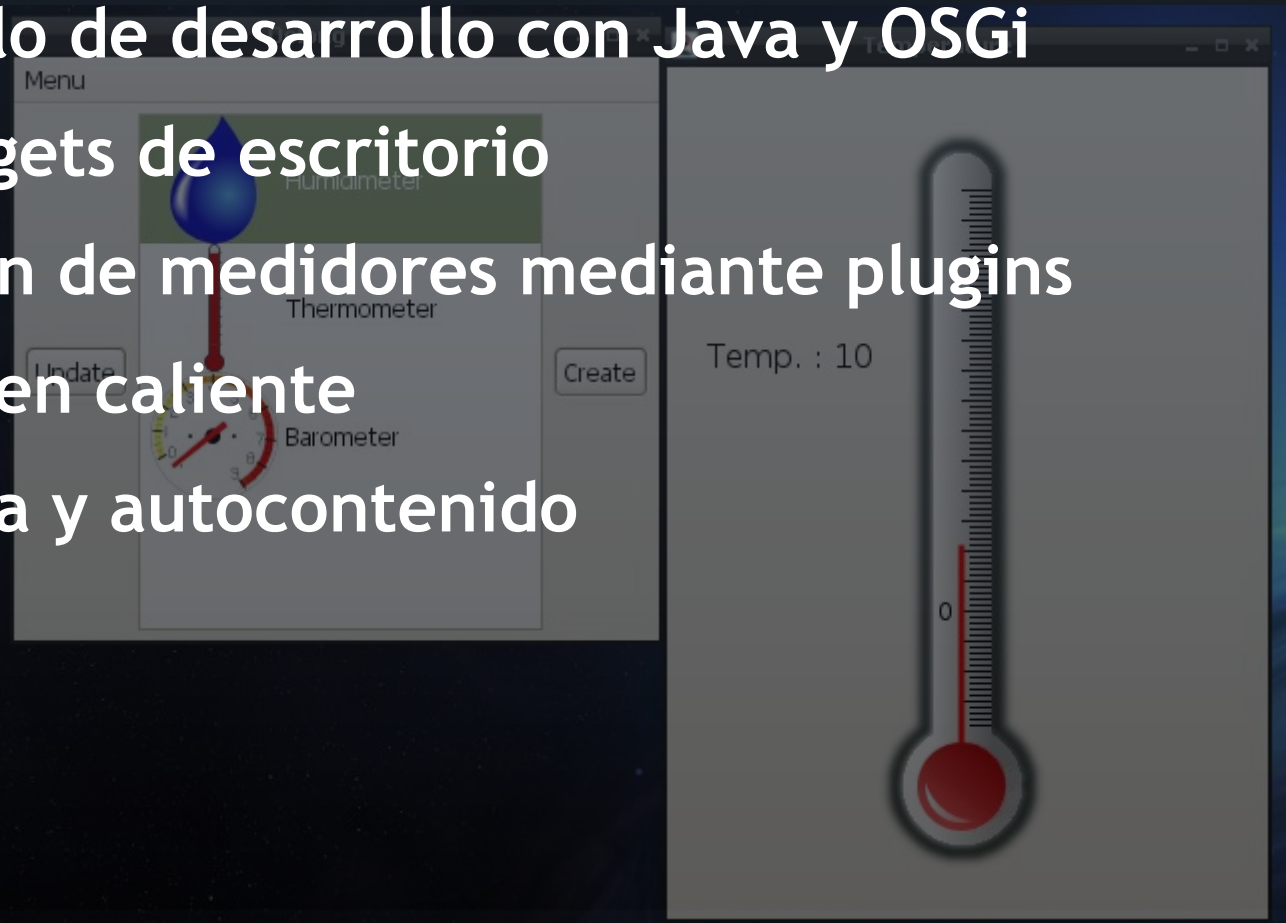 lo de desarrollo con Java y OSGi
Menu
gets de escritorio
Humidimeter
n de medidores mediante plugins
Thermometer
Temp. : 10
Update
en caliente
Create
Barometer
a y autocontenido
0